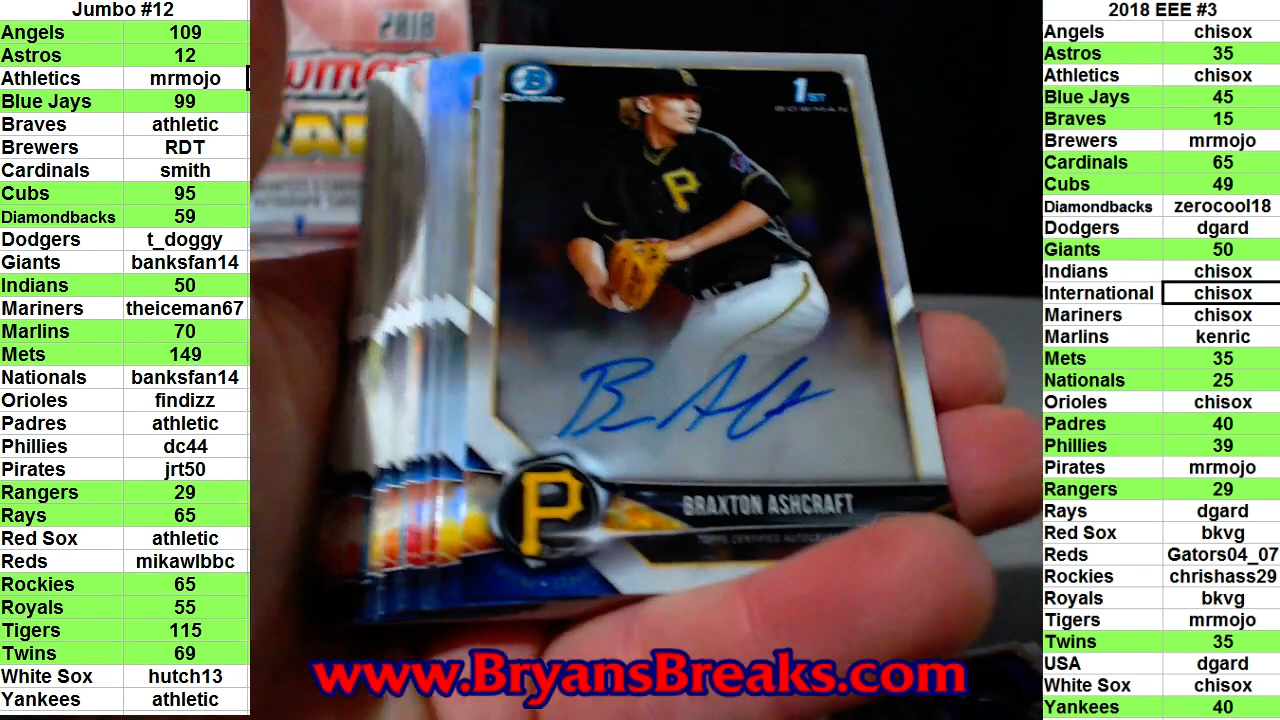 Jumbo #12
Angels 109
Astros 12
Athletics mrmojo
Blue Jays 99
Braves athletic
Brewers RDT
Cardinals smith
Cubs 95
Diamondbacks 59
Dodgers t_doggy
Giants banksfan14
Indians 50
Mariners theiceman67
Marlins 70
Mets 149
Nationals banksfan14
Orioles findizz
Padres athletic
Phillies dc44
Pirates jrt50
Rangers 29
Rays 65
Red Sox athletic
Reds mikawlbbc
Rockies 65
Royals 55
Tigers 115
Twins 69
White Sox hutch13
Yankees athletic
2018
B
Chrome
1ST
BOWMAN
P
P
BRAXTON ASHCRAFT
TOPPS CERTIFIED AUTOGRAPH
www.BryansBreaks.com
2018 EEE #3
Angels chisox
Astros 35
Athletics chisox
Blue Jays 45
Braves 15
Brewers mrmojo
Cardinals 65
Cubs 49
Diamondbacks zerocool18
Dodgers dgard
Giants 50
Indians chisox
International chisox
Mariners chisox
Marlins kenric
Mets 35
Nationals 25
Orioles chisox
Padres 40
Phillies 39
Pirates mrmojo
Rangers 29
Rays dgard
Red Sox bkvg
Reds Gators04_07
Rockies chrishass29
Royals bkvg
Tigers mrmojo
Twins 35
USA dgard
White Sox chisox
Yankees 40